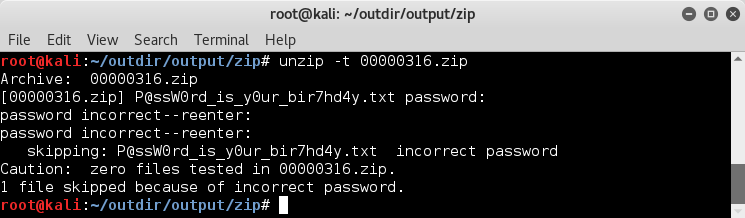 root@kali: ~/outdir/output/zip
File Edit View Search Terminal Help
root@kali:~/outdir/output/zip# unzip -t 00000316.zip
Archive:  00000316.zip
[00000316.zip] P@ssW0rd_is_y0ur_bir7hd4y.txt password:
password incorrect--reenter:
password incorrect--reenter:
   skipping: P@ssW0rd_is_y0ur_bir7hd4y.txt  incorrect password
Caution:  zero files tested in 00000316.zip.
1 file skipped because of incorrect password.
root@kali:~/outdir/output/zip#